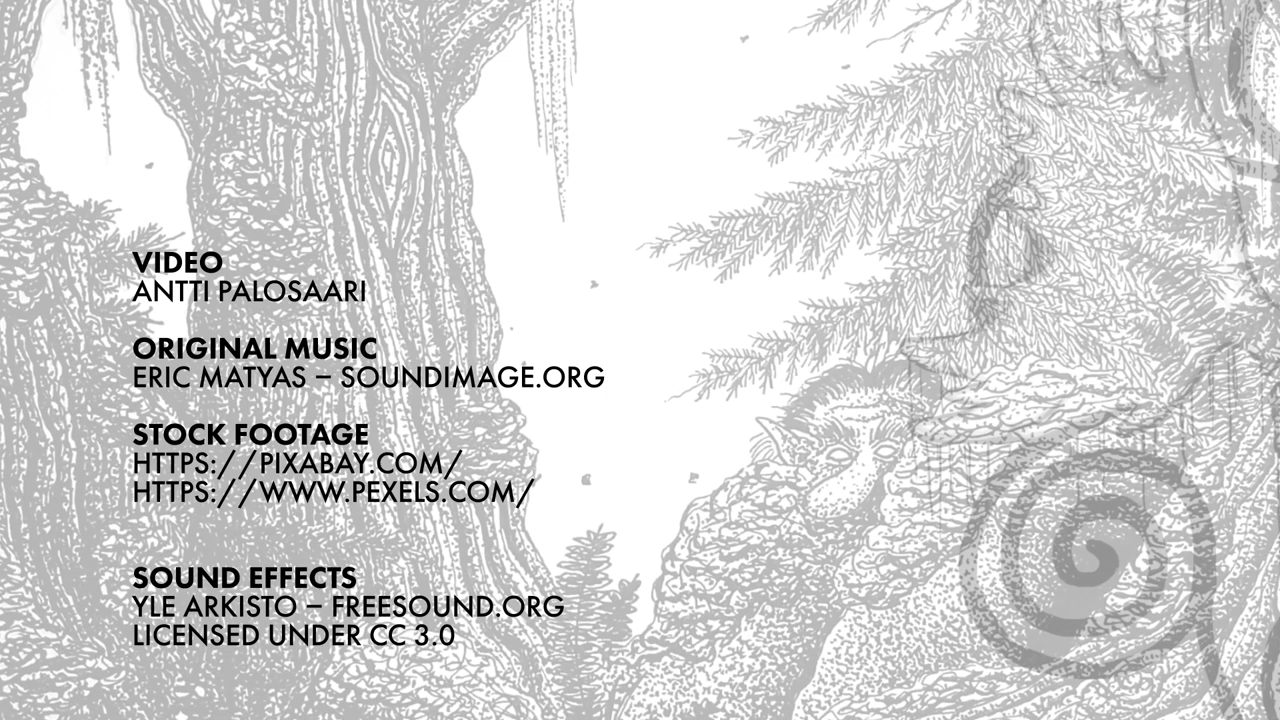 VIDEO
ANTTI PALOSAARI
ORIGINAL MUSIC
ERIC MATYAS – SOUNDIMAGE.ORG
STOCK FOOTAGE
HTTPS://PIXABAY.COM/
HTTPS://WWW.PEXELS.COM/
SOUND EFFECTS
YLE ARKISTO – FREESOUND.ORG
LICENSED UNDER CC 3.0